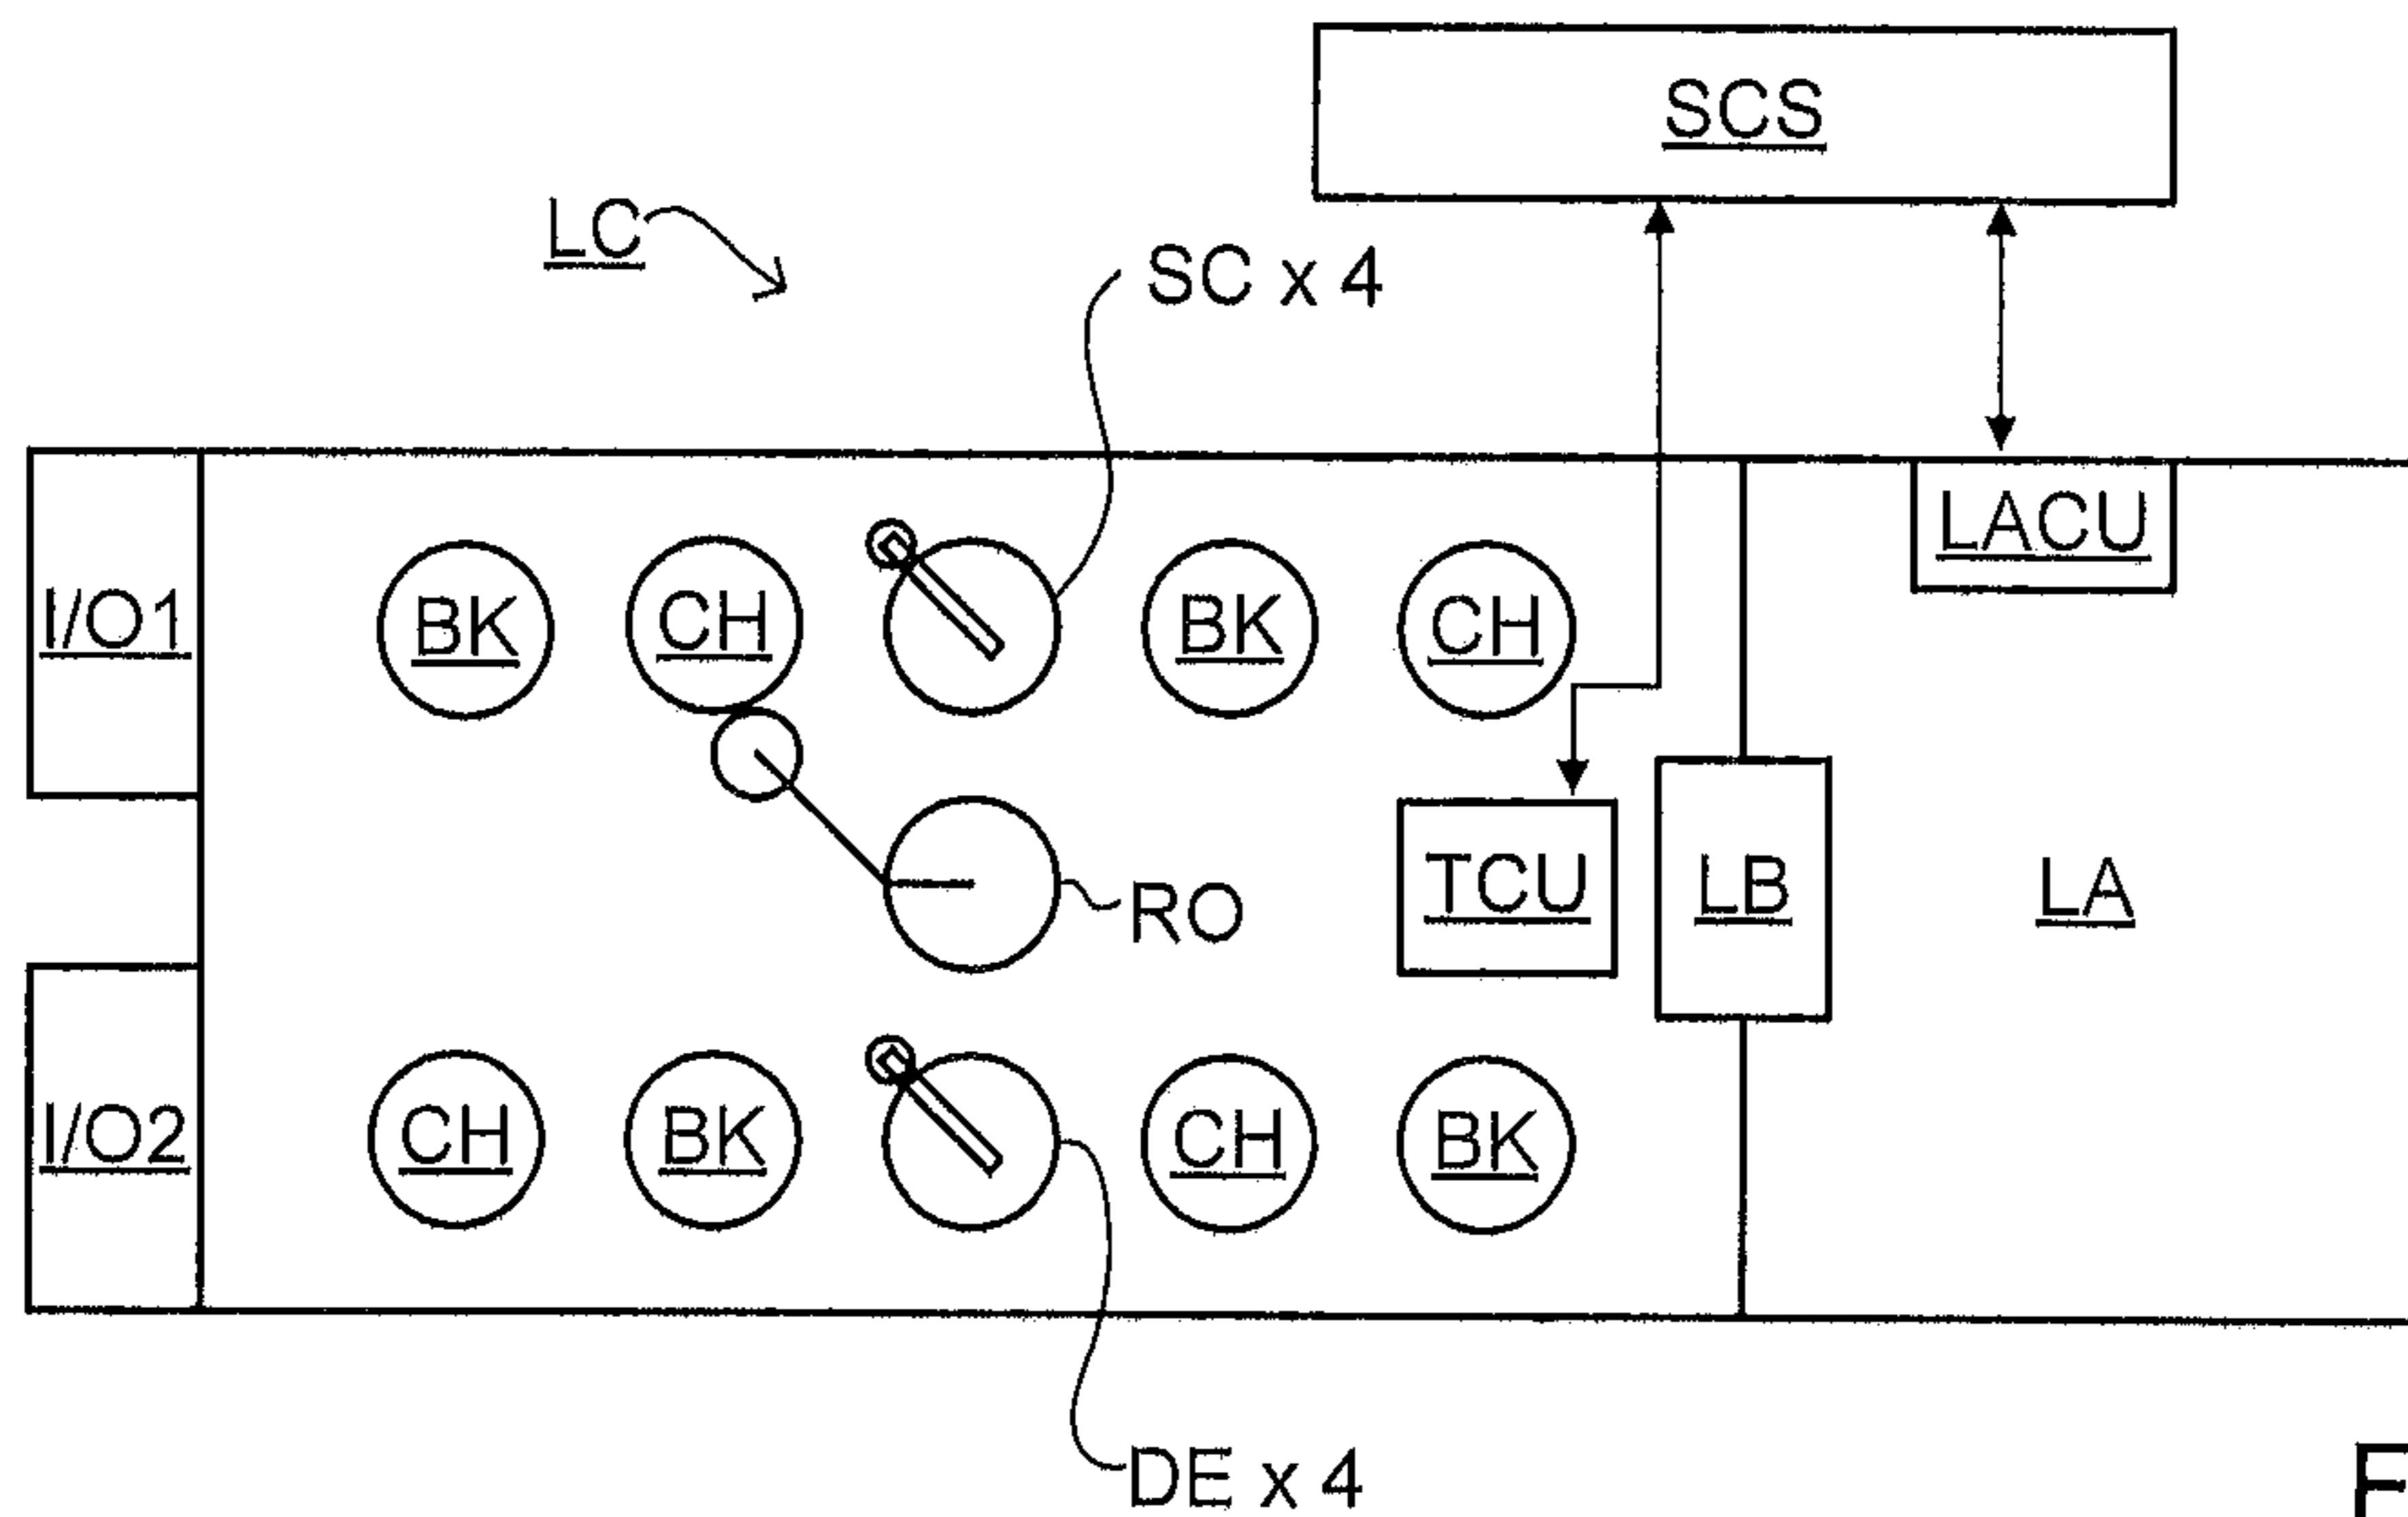 SCS
LC
SC x 4
LACU
I/O1
BK
CH
BK
CH
TCU
LB
LA
RO
I/O2
CH
BK
CH
BK
DE x 4
F